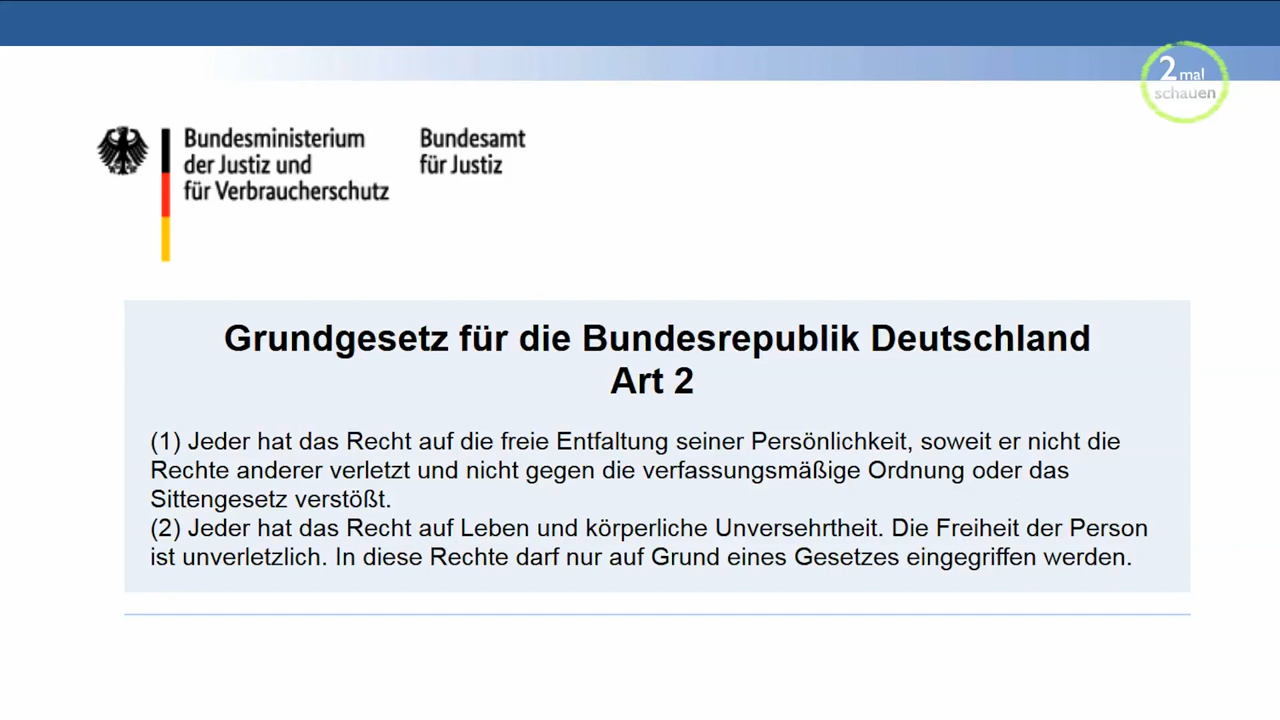 2 mal
schauen
Bundesministerium
der Justiz und
für Verbraucherschutz
Bundesamt
für Justiz
Grundgesetz für die Bundesrepublik Deutschland
Art 2
(1) Jeder hat das Recht auf die freie Entfaltung seiner Persönlichkeit, soweit er nicht die
Rechte anderer verletzt und nicht gegen die verfassungsmäßige Ordnung oder das
Sittengesetz verstößt.
(2) Jeder hat das Recht auf Leben und körperliche Unversehrtheit. Die Freiheit der Person
ist unverletzlich. In diese Rechte darf nur auf Grund eines Gesetzes eingegriffen werden.